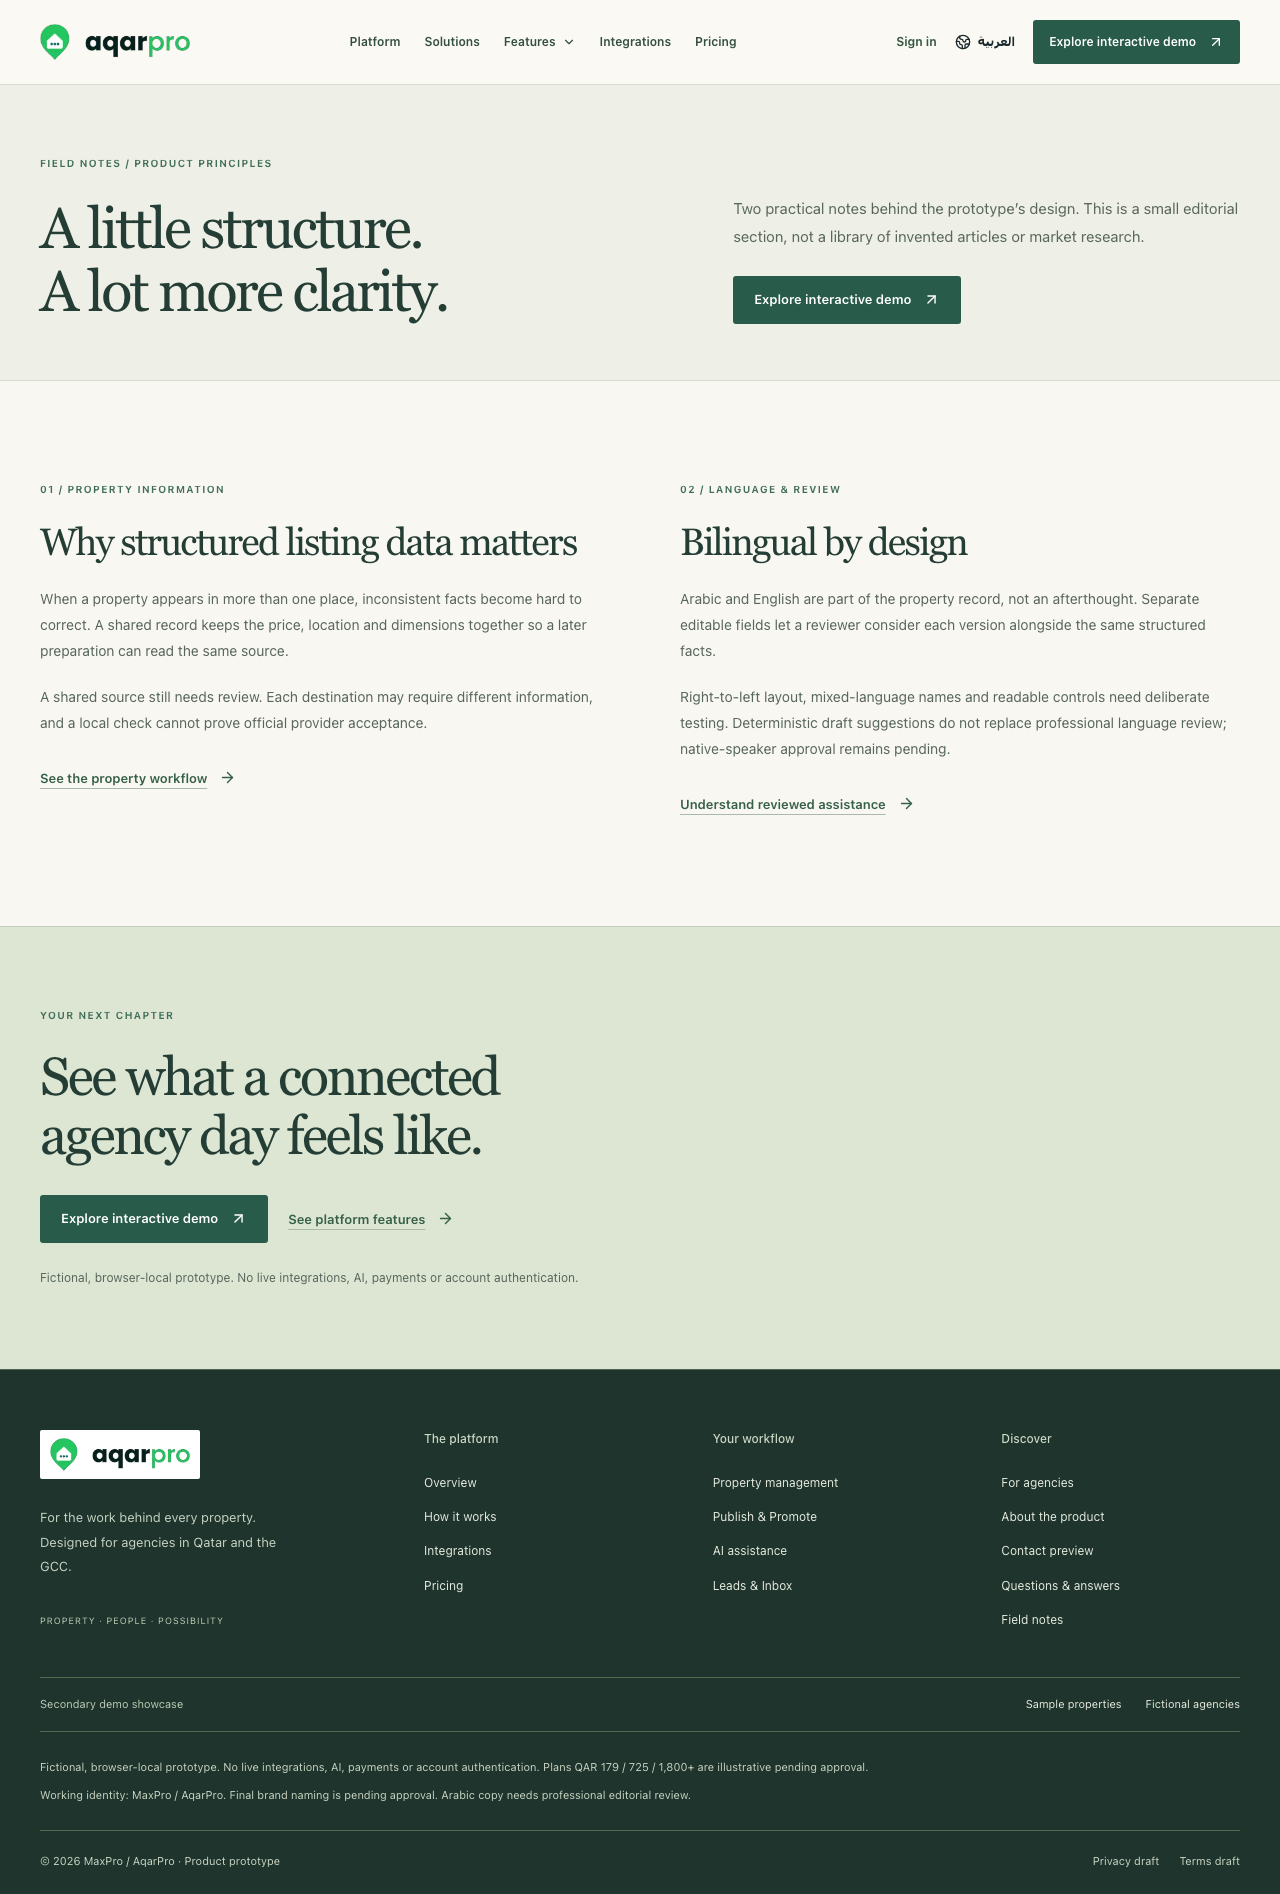 aqarpro
Platform
Solutions
Features
Integrations
Pricing
Sign in
العربية
Explore interactive demo
FIELD NOTES / PRODUCT PRINCIPLES
A little structure.
A lot more clarity.
Two practical notes behind the prototype’s design. This is a small editorial
section, not a library of invented articles or market research.
Explore interactive demo
01 / PROPERTY INFORMATION
Why structured listing data matters
When a property appears in more than one place, inconsistent facts become hard to
correct. A shared record keeps the price, location and dimensions together so a later
preparation can read the same source.
A shared source still needs review. Each destination may require different information,
and a local check cannot prove official provider acceptance.
See the property workflow
02 / LANGUAGE & REVIEW
Bilingual by design
Arabic and English are part of the property record, not an afterthought. Separate
editable fields let a reviewer consider each version alongside the same structured
facts.
Right-to-left layout, mixed-language names and readable controls need deliberate
testing. Deterministic draft suggestions do not replace professional language review;
native-speaker approval remains pending.
Understand reviewed assistance
YOUR NEXT CHAPTER
See what a connected
agency day feels like.
Explore interactive demo
See platform features
Fictional, browser-local prototype. No live integrations, AI, payments or account authentication.
aqarpro
For the work behind every property.
Designed for agencies in Qatar and the
GCC.
PROPERTY · PEOPLE · POSSIBILITY
The platform
Overview
How it works
Integrations
Pricing
Your workflow
Property management
Publish & Promote
AI assistance
Leads & Inbox
Discover
For agencies
About the product
Contact preview
Questions & answers
Field notes
Secondary demo showcase
Sample properties
Fictional agencies
Fictional, browser-local prototype. No live integrations, AI, payments or account authentication. Plans QAR 179 / 725 / 1,800+ are illustrative pending approval.
Working identity: MaxPro / AqarPro. Final brand naming is pending approval. Arabic copy needs professional editorial review.
© 2026 MaxPro / AqarPro · Product prototype
Privacy draft
Terms draft